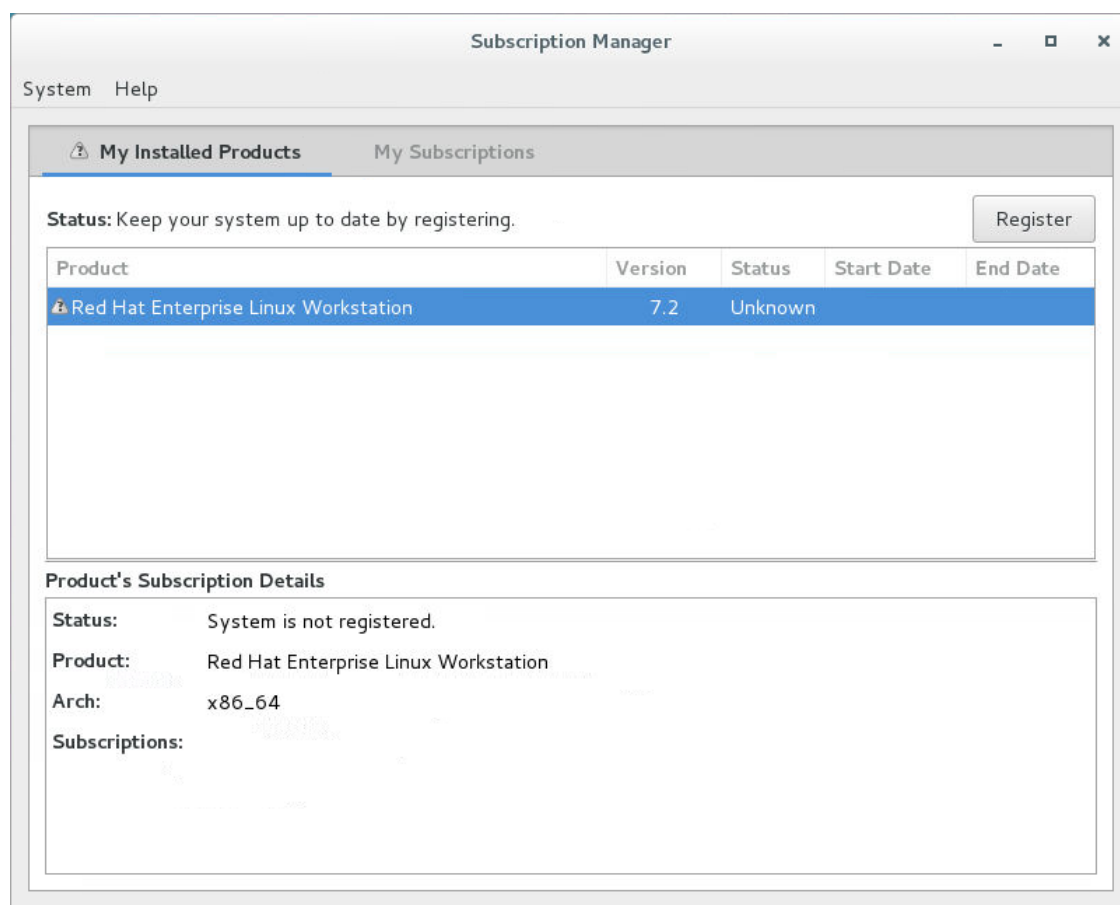 Subscription Manager
System Help
My Installed Products My Subscriptions
Status: Keep your system up to date by registering. Register
Product Version Status Start Date End Date
Red Hat Enterprise Linux Workstation 7.2 Unknown
Product's Subscription Details
Status: System is not registered.
Product: Red Hat Enterprise Linux Workstation
Arch: x86_64
Subscriptions: